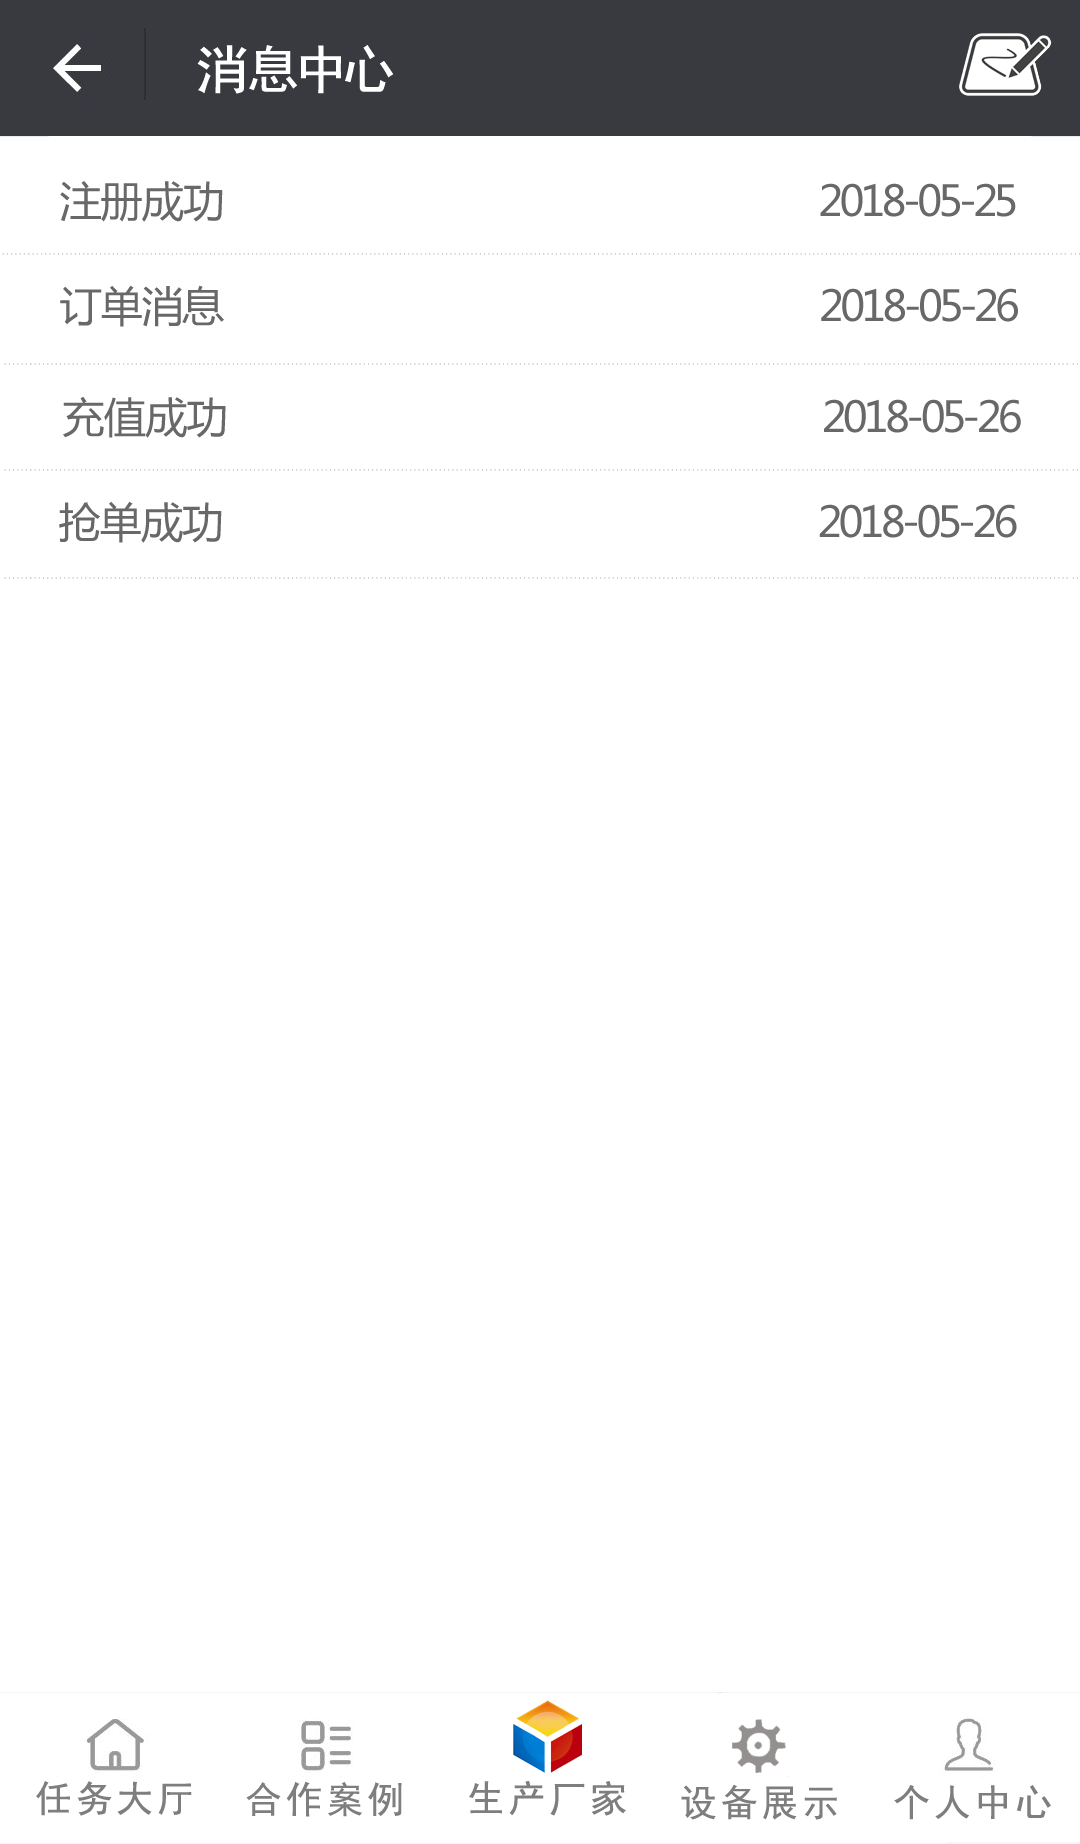 消息中心
注册成功 2018-05-25
订单消息 2018-05-26
充值成功 2018-05-26
抢单成功 2018-05-26
任务大厅 合作案例 生产厂家 设备展示 个人中心